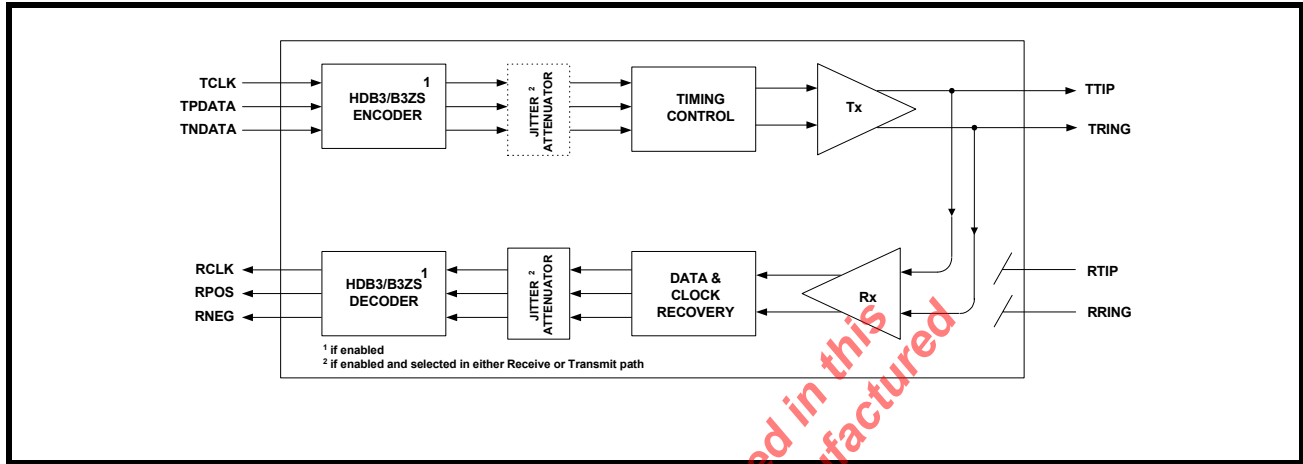 TCLK
TPDATA
TNDATA
HDB3/B3ZS 1
ENCODER
JITTER 2
ATTENUATOR
TIMING
CONTROL
Tx
TTIP
TRING
RCLK
RPOS
RNEG
HDB3/B3ZS 1
DECODER
JITTER 2
ATTENUATOR
DATA &
CLOCK
RECOVERY
Rx
RTIP
RRING
1 if enabled
2 if enabled and selected in either Receive or Transmit path
ed in this
factured